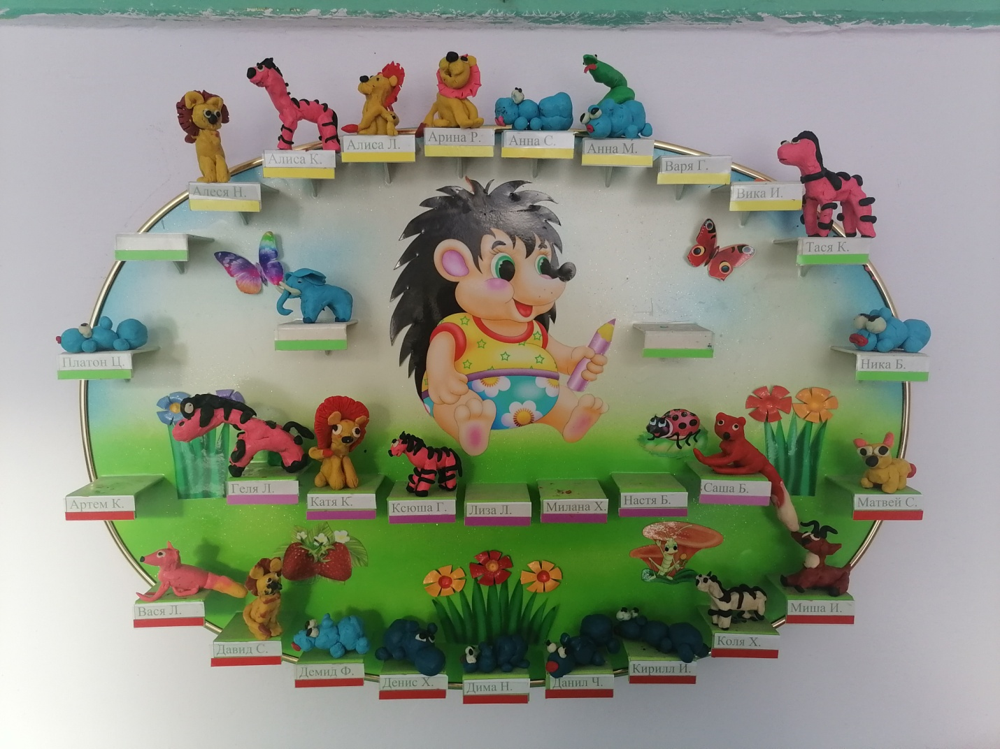 Алеся Н.
Алиса К.
Алиса Л.
Арина Р.
Анна С.
Анна М.
Варя Г.
Вика И.
Тася К.
Платон Ц.
Ника Б.
Артем К.
Геля Л.
Катя К.
Ксюша Г.
Лиза Л.
Милана Х.
Настя Б.
Саша Б.
Матвей С.
Вася Л.
Давид С.
Демид Ф.
Денис Х.
Дима Н.
Данил Ч.
Кирилл И.
Коля Х.
Миша И.